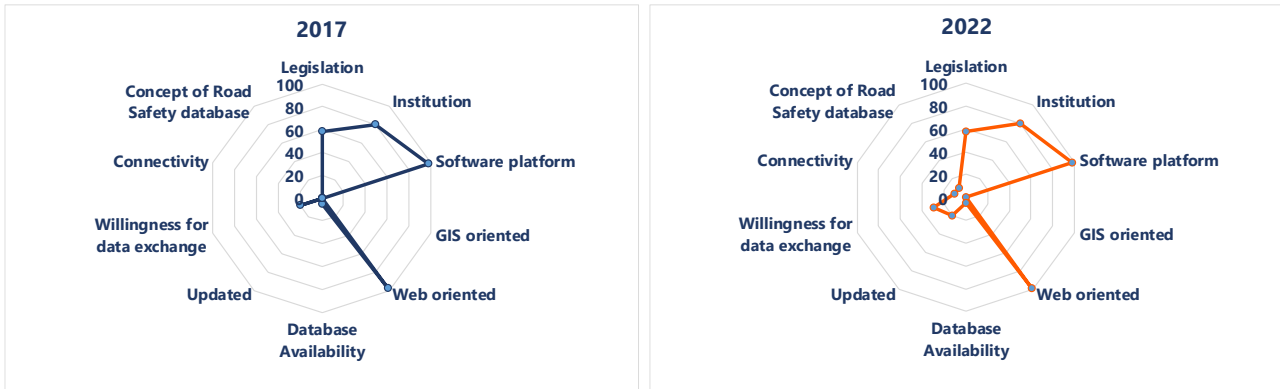 2017
Legislation
Institution
Software platform
GIS oriented
Web oriented
Database
Availability
Updated
Willingness for
data exchange
Connectivity
Concept of Road
Safety database
100
80
60
40
20
0
2022
Legislation
Institution
Software platform
GIS oriented
Web oriented
Database
Availability
Updated
Willingness for
data exchange
Connectivity
Concept of Road
Safety database
100
80
60
40
20
0